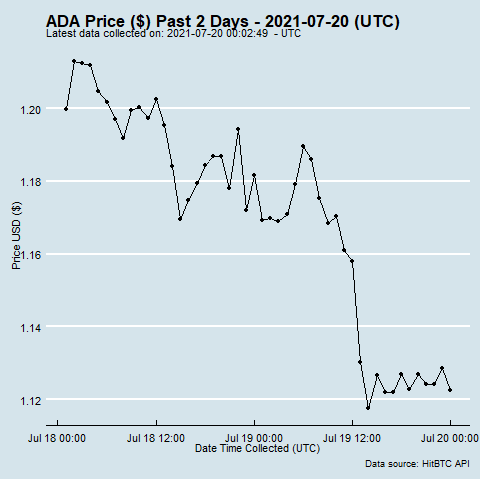 ADA Price ($) Past 2 Days - 2021-07-20 (UTC)
Latest data collected on: 2021-07-20 00:02:49  - UTC
Price USD ($)
1.20
1.18
1.16
1.14
1.12
Jul 18 00:00
Jul 18 12:00
Jul 19 00:00
Jul 19 12:00
Jul 20 00:00
Date Time Collected (UTC)
Data source: HitBTC API